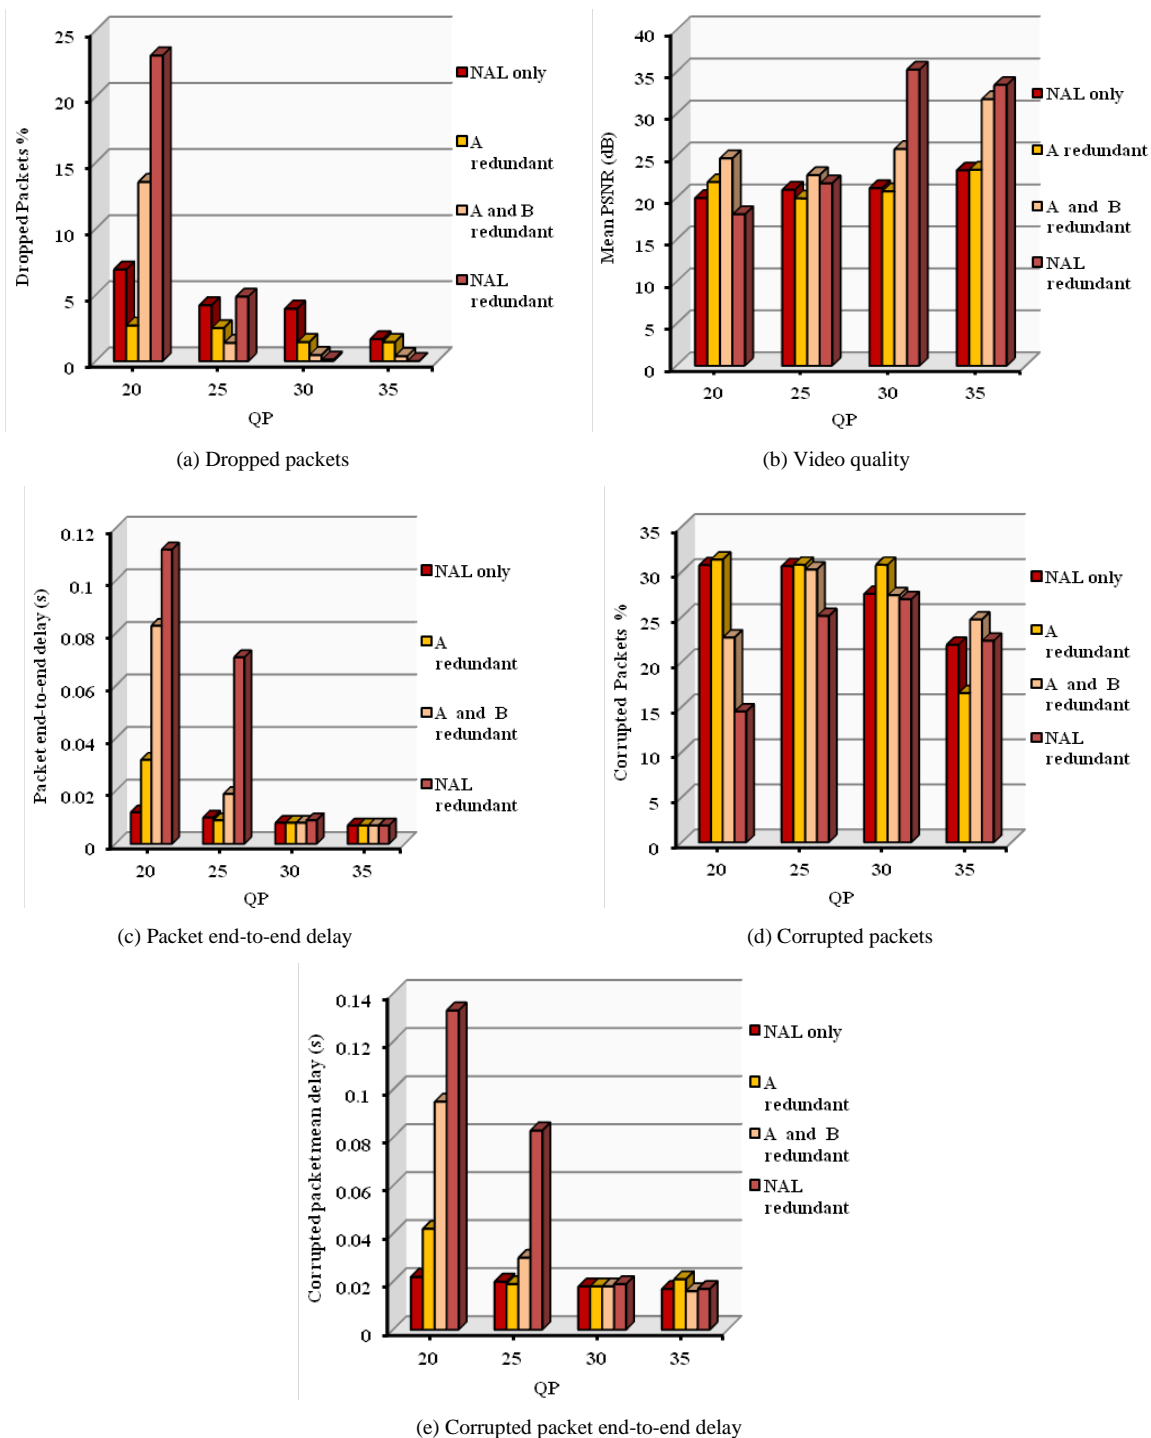 25
20
15
10
5
0
Dropped Packets %
20 25 30 35
QP
NAL only
A
redundant
A and B
redundant
NAL
redundant
(a) Dropped packets
40
35
30
25
20
15
10
5
0
Mean PSNR (dB)
20 25 30 35
QP
NAL only
A redundant
A and B
redundant
NAL
redundant
(b) Video quality
0.12
0.1
0.08
0.06
0.04
0.02
0
Packet end-to-end delay (s)
20 25 30 35
QP
NAL only
A
redundant
A and B
redundant
NAL
redundant
(c) Packet end-to-end delay
35
30
25
20
15
10
5
0
Corrupted Packets %
20 25 30 35
QP
NAL only
A
redundant
A and B
redundant
NAL
redundant
(d) Corrupted packets
0.14
0.12
0.1
0.08
0.06
0.04
0.02
0
Corrupted packet mean delay (s)
20 25 30 35
QP
NAL only
A
redundant
A and B
redundant
NAL
redundant
(e) Corrupted packet end-to-end delay